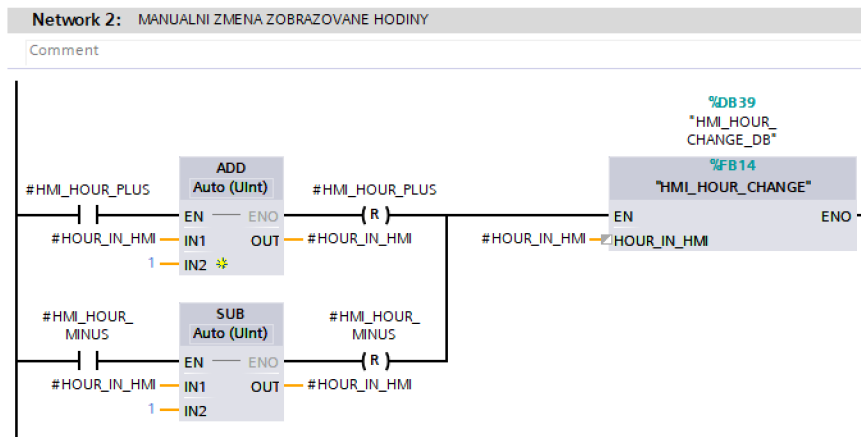 Network 2: MANUALNI ZMENA ZOBRAZOVANE HODINY
Comment
%DB39
"HMI_HOUR_
CHANGE_DB"
ADD
Auto (UInt)
%FB14
"HMI_HOUR_CHANGE"
#HMI_HOUR_PLUS
#HMI_HOUR_PLUS
EN ENO
R
EN ENO
#HOUR_IN_HMI IN1 OUT #HOUR_IN_HMI
#HOUR_IN_HMI HOUR_IN_HMI
1 IN2
#HMI_HOUR_
MINUS
SUB
Auto (UInt)
#HMI_HOUR_
MINUS
EN ENO
R
#HOUR_IN_HMI IN1 OUT #HOUR_IN_HMI
1 IN2